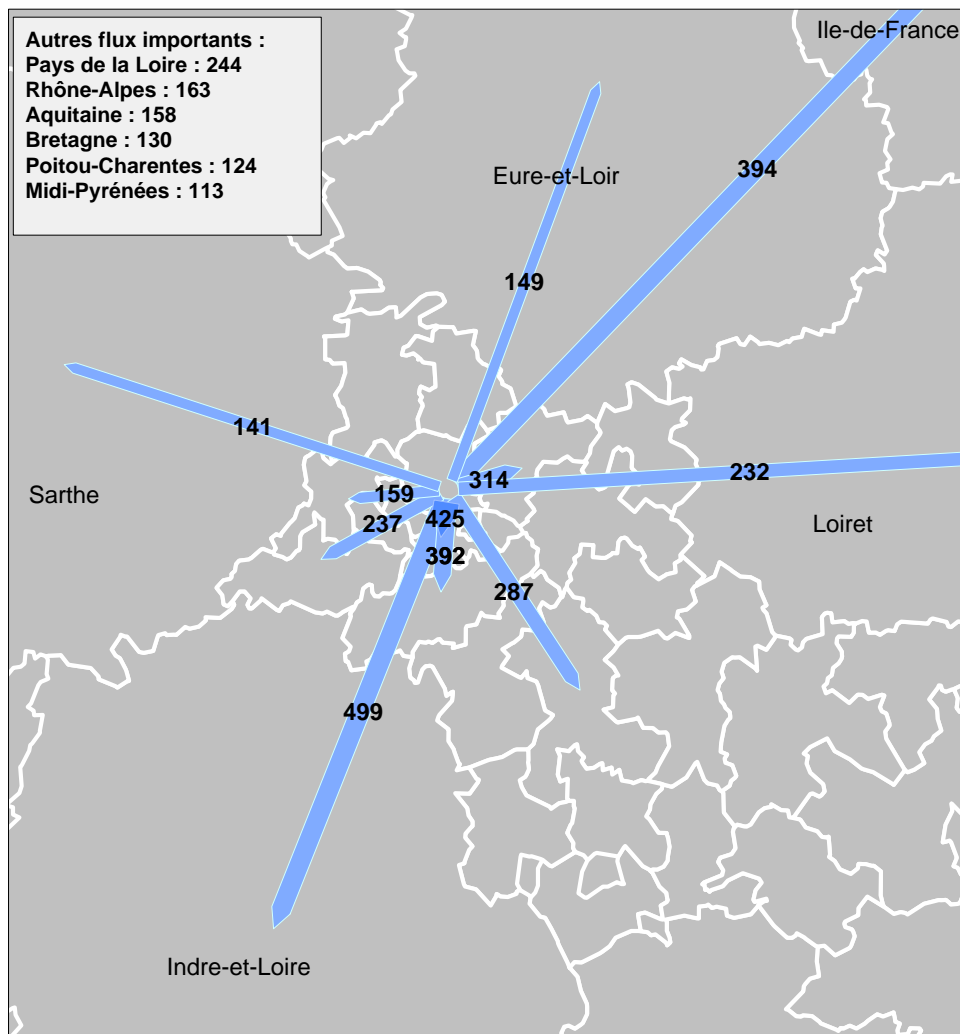 Autres flux importants :
Pays de la Loire : 244
Rhône-Alpes : 163
Aquitaine : 158
Bretagne : 130
Poitou-Charentes : 124
Midi-Pyrénées : 113
Ile-de-France
394
Eure-et-Loir
149
141
Sarthe
159
314
232
237
425
Loiret
392
287
499
Indre-et-Loire